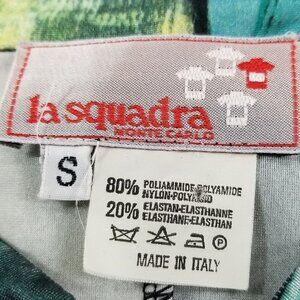 la squadra
MONTE CARLO
S
80% POLIAMMIDE-POLYAMIDE
NYLON-POLYAMID
20% ELASTAN-ELASTHANNE
ELASTHANE-ELASTHAN
A P
MADE IN ITALY